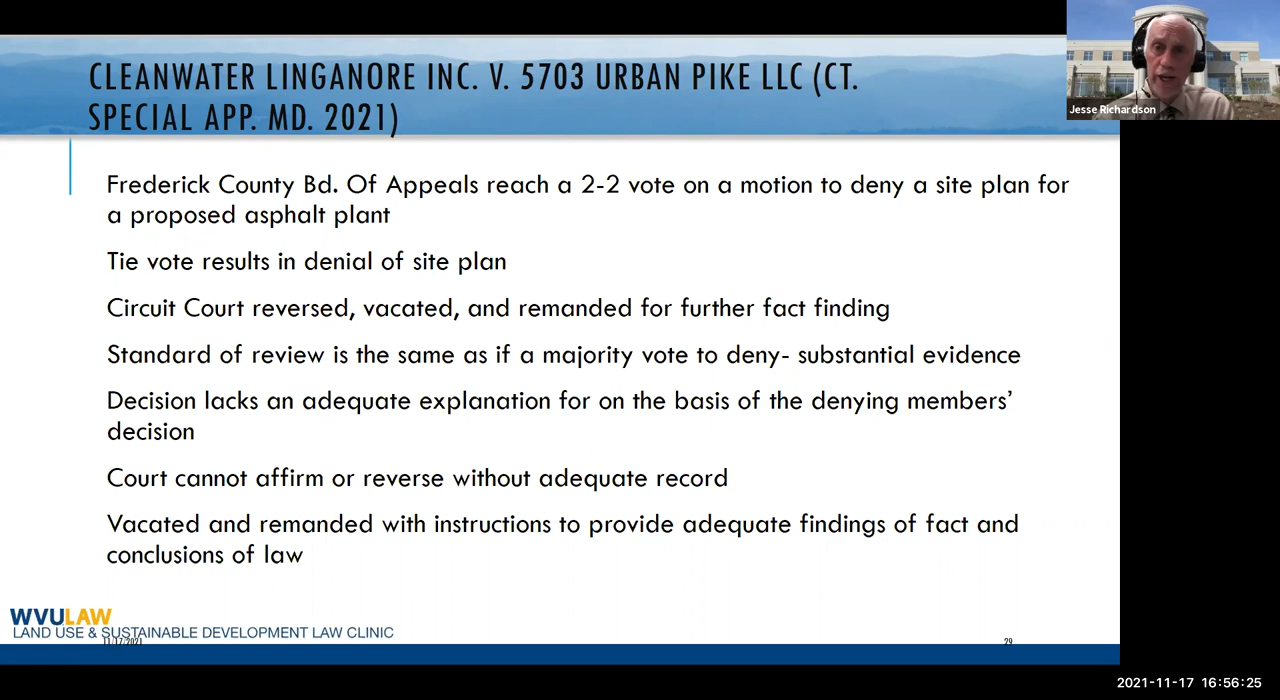 CLEANWATER LINGANORE INC. V. 5703 URBAN PIKE LLC (CT.
SPECIAL APP. MD. 2021)
Jesse Richardson
Frederick County Bd. Of Appeals reach a 2-2 vote on a motion to deny a site plan for
a proposed asphalt plant
Tie vote results in denial of site plan
Circuit Court reversed, vacated, and remanded for further fact finding
Standard of review is the same as if a majority vote to deny- substantial evidence
Decision lacks an adequate explanation for on the basis of the denying members’
decision
Court cannot affirm or reverse without adequate record
Vacated and remanded with instructions to provide adequate findings of fact and
conclusions of law
WVULAW
LAND USE & SUSTAINABLE DEVELOPMENT LAW CLINIC
11/17/2021
29
2021-11-17 16:56:25